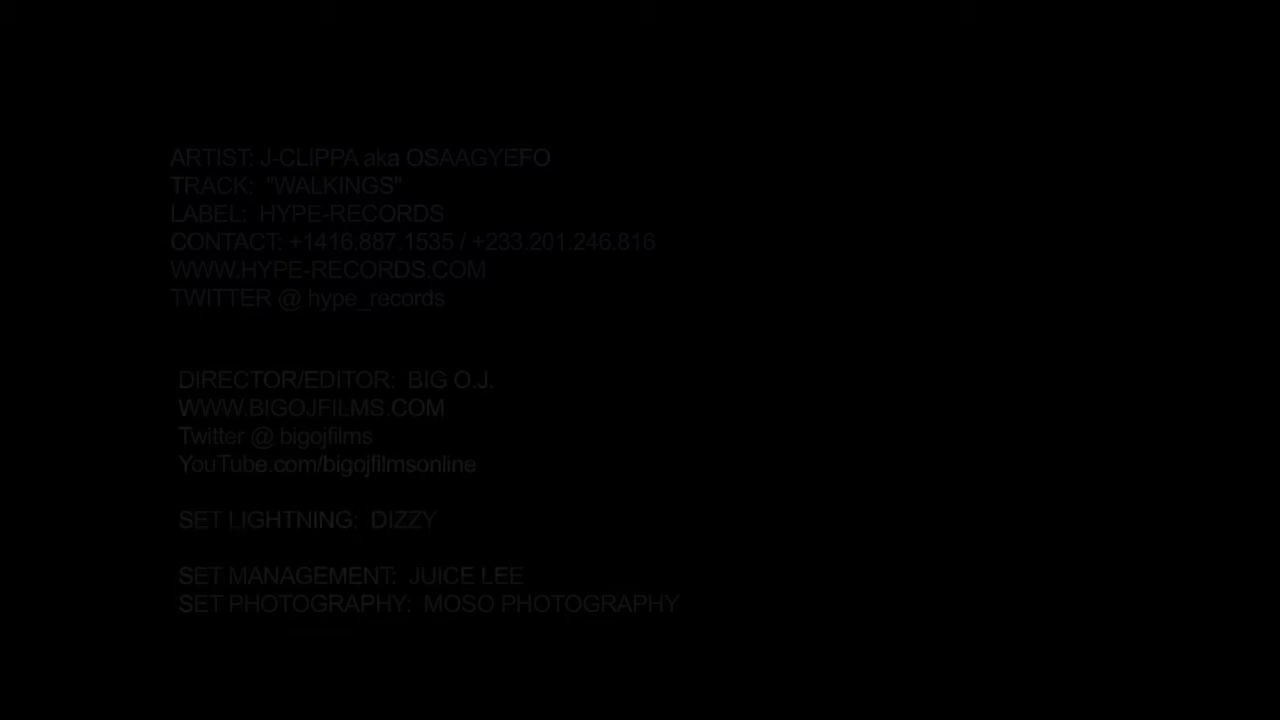 ARTIST: J-CLIPPA aka OSAAGYEFO
TRACK: "WALKINGS"
LABEL: HYPE-RECORDS
CONTACT: +1416.887.1535 / +233.201.246.816
WWW.HYPE-RECORDS.COM
TWITTER @ hype_records
DIRECTOR/EDITOR: BIG O.J.
WWW.BIGOJFILMS.COM
Twitter @ bigojfilms
YouTube.com/bigojfilmsonline
SET LIGHTNING: DIZZY
SET MANAGEMENT: JUICE LEE
SET PHOTOGRAPHY: MOSO PHOTOGRAPHY